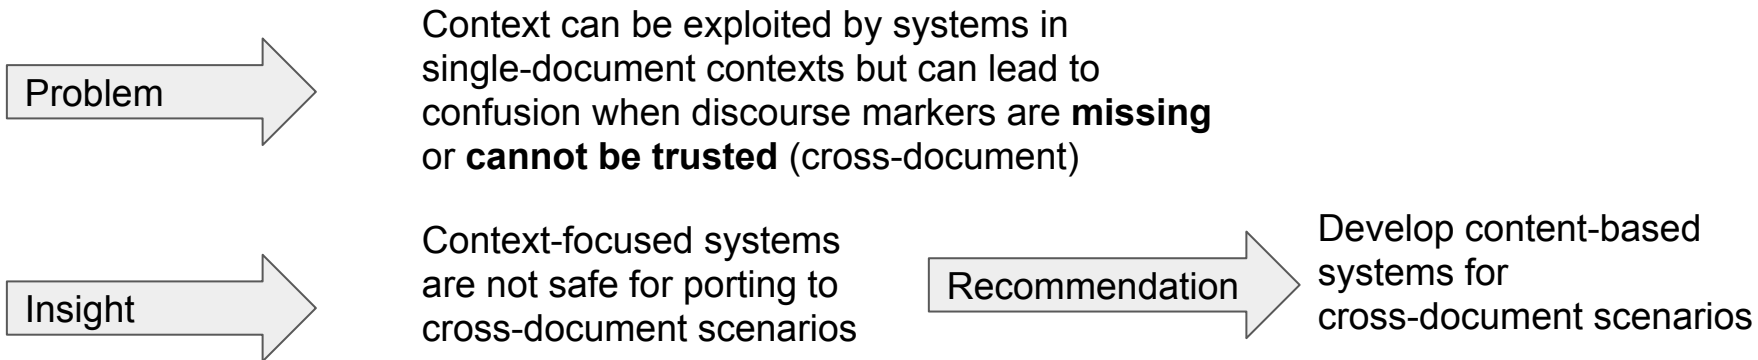 Problem
Context can be exploited by systems in
single-document contexts but can lead to
confusion when discourse markers are missing
or cannot be trusted (cross-document)
Insight
Context-focused systems
are not safe for porting to
cross-document scenarios
Recommendation
Develop content-based
systems for
cross-document scenarios